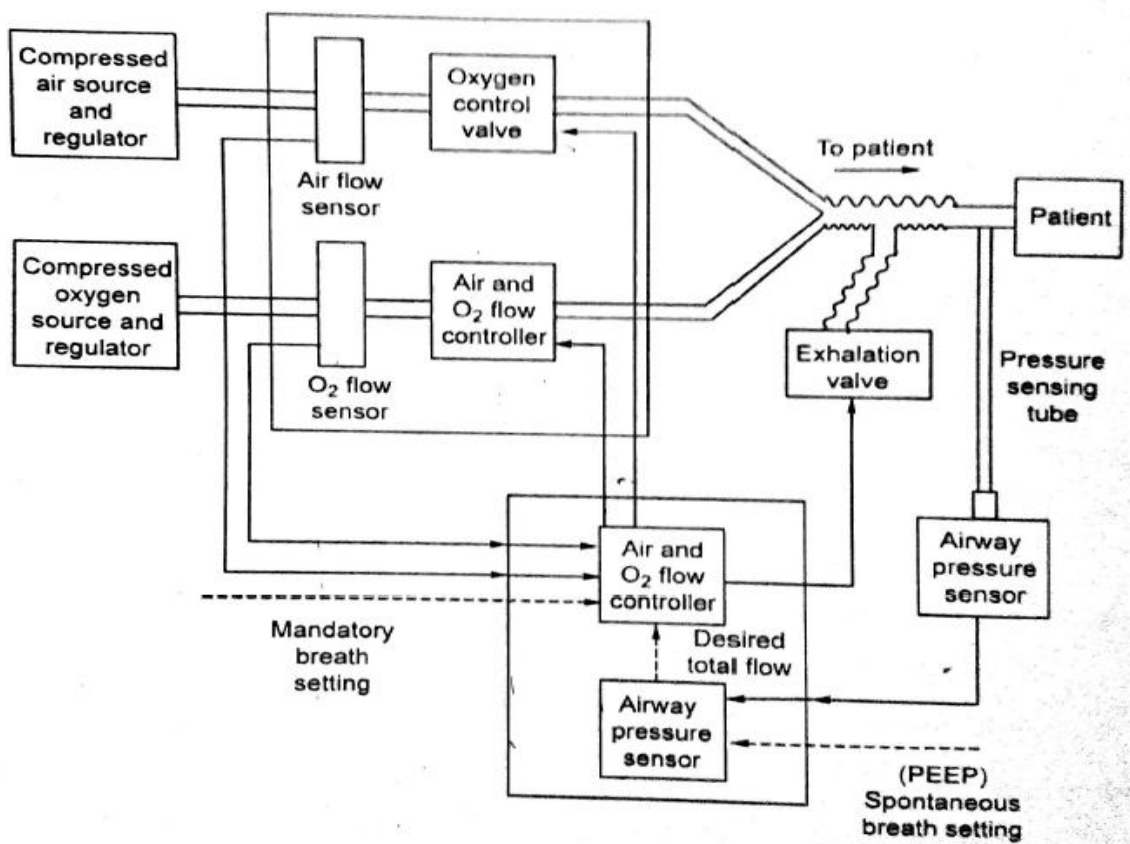 Compressed
air source
and
regulator
Air flow
sensor
Oxygen
control
valve
To patient
Patient
Compressed
oxygen
source and
regulator
O₂ flow
sensor
Air and
O₂ flow
controller
Exhalation
valve
Pressure
sensing
tube
Airway
pressure
sensor
Air and
O₂ flow
controller
Mandatory
breath
setting
Desired
total flow
Airway
pressure
sensor
(PEEP)
Spontaneous
breath setting